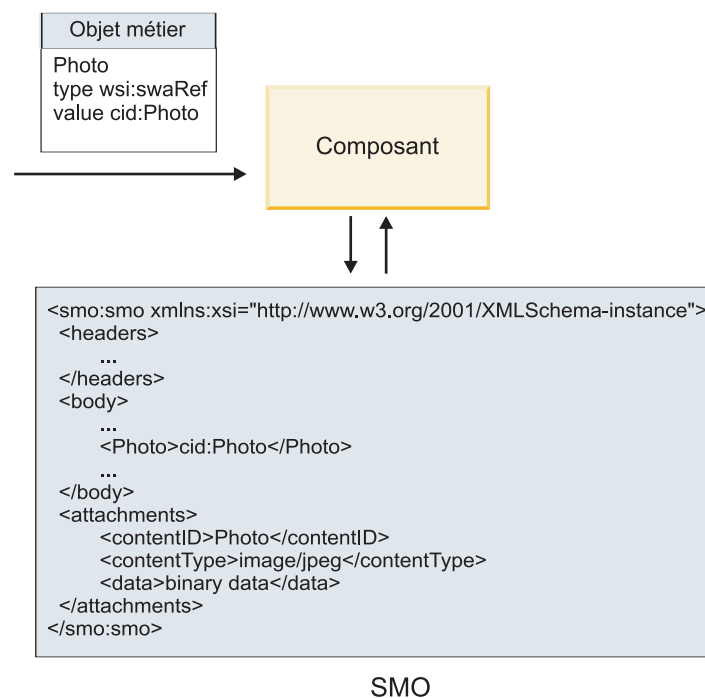 Objet métier
Photo
type wsi:swaRef
value cid:Photo
Composant
<smo:smo xmlns:xsi="http://www.w3.org/2001/XMLSchema-instance">
<headers>
...
</headers>
<body>
...
<Photo>cid:Photo</Photo>
...
</body>
<attachments>
<contentID>Photo</contentID>
<contentType>image/jpeg</contentType>
<data>binary data</data>
</attachments>
</smo:smo>
SMO